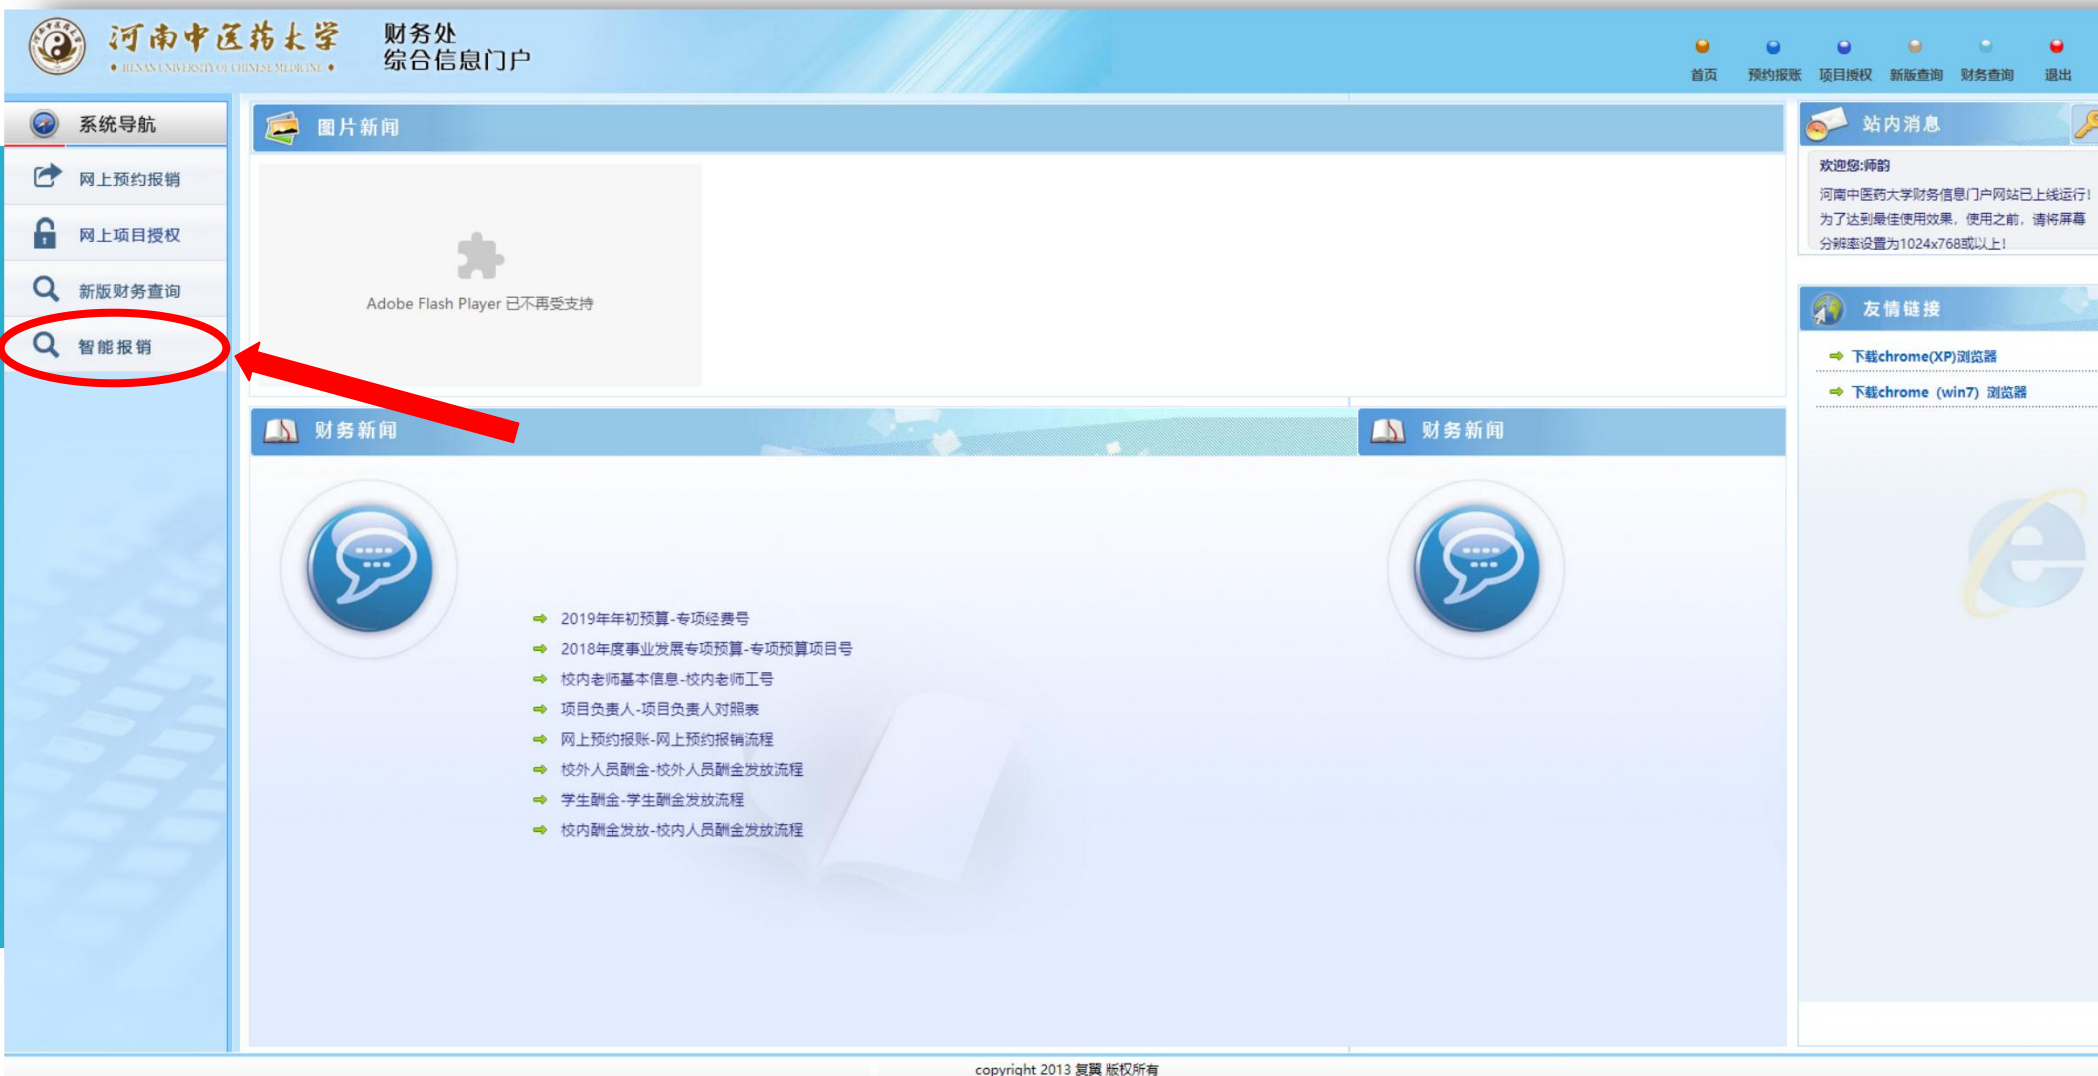 河南中医药大学
HENAN UNIVERSITY OF CHINESE MEDICINE
财务处
综合信息门户
首页 预约报账 项目授权 新版查询 财务查询 退出
系统导航
网上预约报销
网上项目授权
新版财务查询
智能报销
图片新闻
Adobe Flash Player 已不再受支持
财务新闻
2019年年初预算-专项经费号
2018年度事业发展专项预算-专项预算项目号
校内老师基本信息-校内老师工号
项目负责人-项目负责人对照表
网上预约报账-网上预约报销流程
校外人员酬金-校外人员酬金发放流程
学生酬金-学生酬金发放流程
校内酬金发放-校内人员酬金发放流程
财务新闻
站内消息
欢迎您:师韵
河南中医药大学财务信息门户网站已上线运行!
为了达到最佳使用效果，使用之前，请将屏幕
分辨率设置为1024x768或以上!
友情链接
下载chrome(XP)浏览器
下载chrome（win7）浏览器
copyright 2013 复翼 版权所有